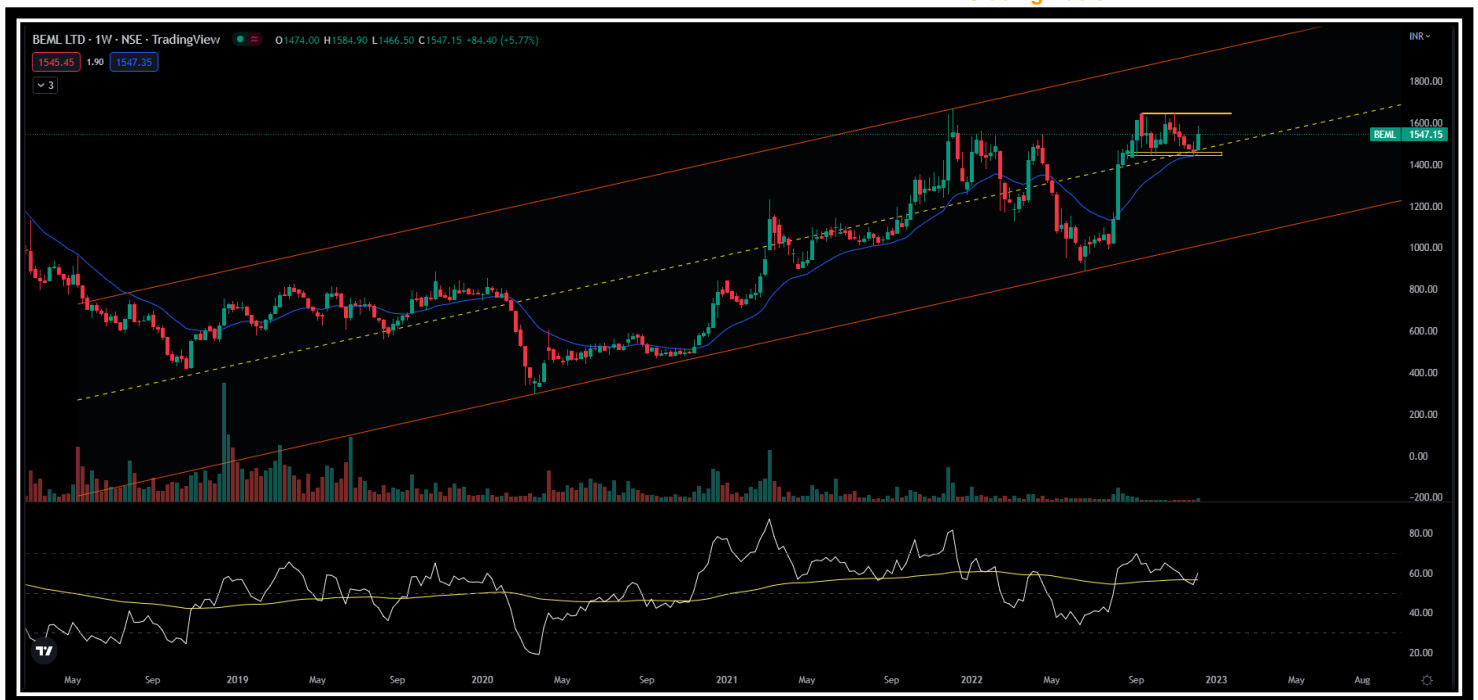 BEML LTD · 1W · NSE · TradingView
O1474.00 H1584.90 L1466.50 C1547.15 +84.40 (+5.77%)
1545.45 1.90 1547.35
3
INR
1800.00
1600.00
BEML 1547.15
1400.00
1200.00
1000.00
800.00
600.00
400.00
200.00
0.00
−200.00
80.00
60.00
40.00
20.00
May Sep 2019 May Sep 2020 May Sep 2021 May Sep 2022 May Sep 2023 May Aug